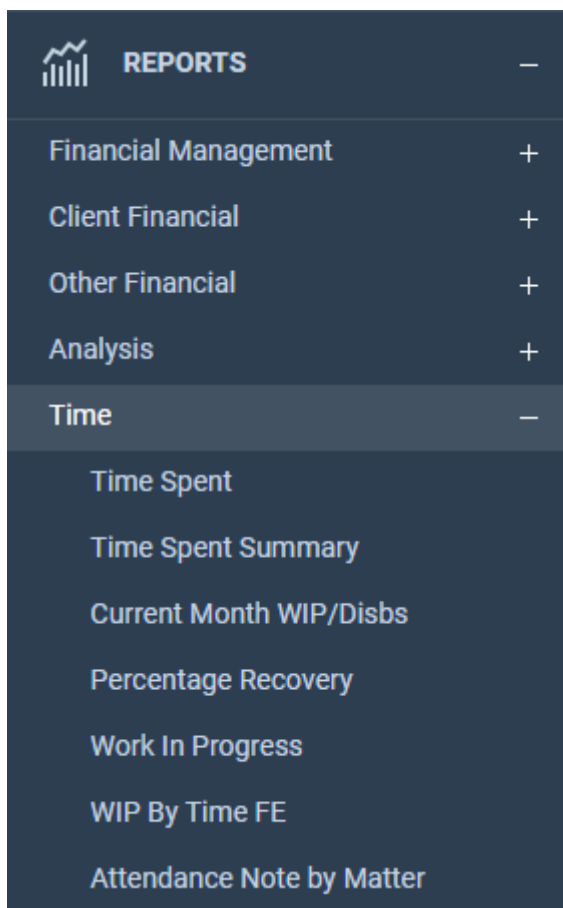 REPORTS
Financial Management
Client Financial
Other Financial
Analysis
Time
Time Spent
Time Spent Summary
Current Month WIP/Disbs
Percentage Recovery
Work In Progress
WIP By Time FE
Attendance Note by Matter